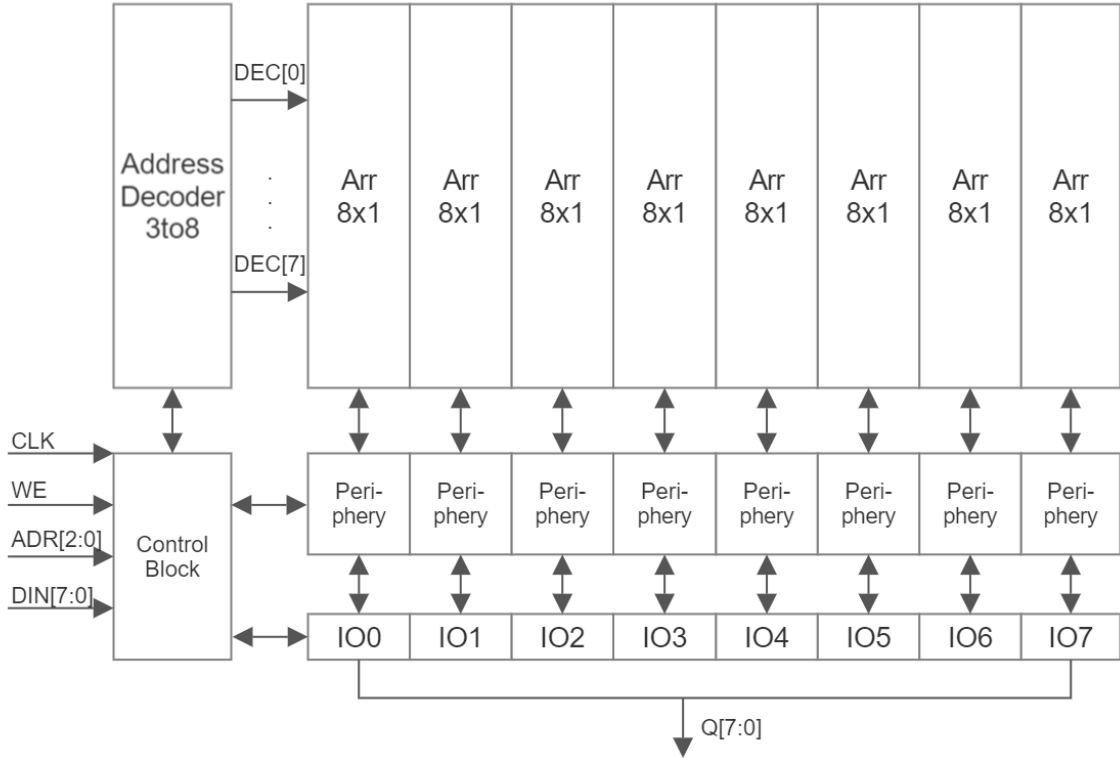 DEC[0]
Address
Decoder
3to8
.
.
.
DEC[7]
Arr
8x1
Arr
8x1
Arr
8x1
Arr
8x1
Arr
8x1
Arr
8x1
Arr
8x1
Arr
8x1
CLK
WE
ADR[2:0]
DIN[7:0]
Control
Block
Peri-
phery
Peri-
phery
Peri-
phery
Peri-
phery
Peri-
phery
Peri-
phery
Peri-
phery
Peri-
phery
IO0
IO1
IO2
IO3
IO4
IO5
IO6
IO7
Q[7:0]